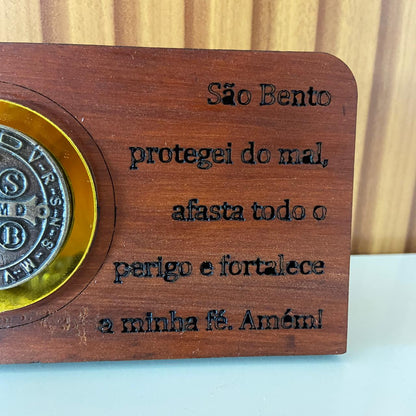 São Bento
protegei do mal,
afasta todo o
perigo e fortalece
a minha fé. Amém!
D V · R · S · N · S · M · V
S
M D
B